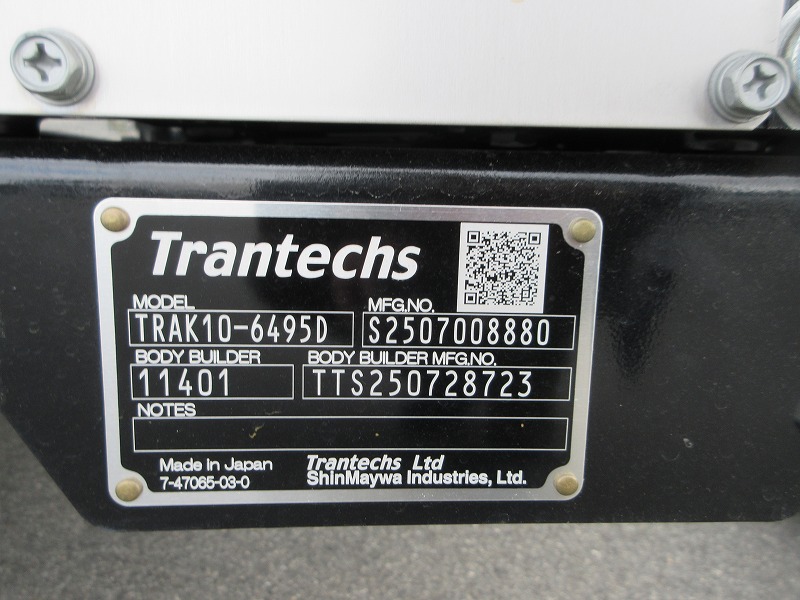 Trantechs
MODEL MFG.NO.
TRAK10-6495D S2507008880
BODY BUILDER BODY BUILDER MFG.NO.
11401 TTS250728723
NOTES
Made in Japan Trantechs Ltd
7-47065-03-0 ShinMaywa Industries, Ltd.